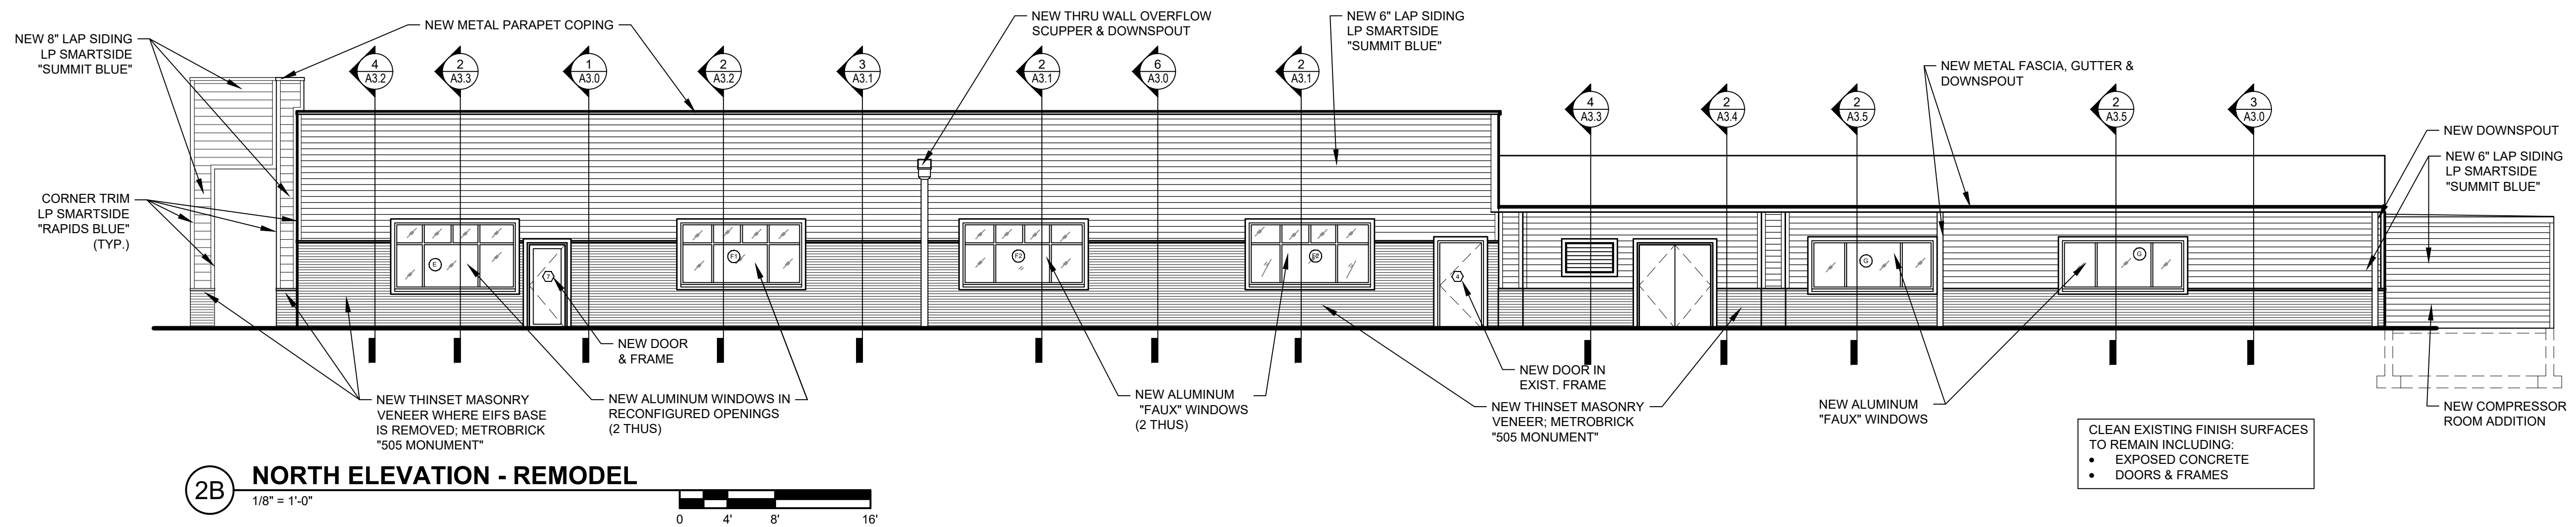 NEW METAL PARAPET COPING
NEW THRU WALL OVERFLOW
SCUPPER & DOWNSPOUT
NEW 6" LAP SIDING
LP SMARTSIDE
"SUMMIT BLUE"
NEW 8" LAP SIDING
LP SMARTSIDE
"SUMMIT BLUE"
4
A3.2
2
A3.3
1
A3.0
2
A3.2
3
A3.1
2
A3.1
6
A3.0
2
A3.1
NEW METAL FASCIA, GUTTER &
DOWNSPOUT
4
A3.3
2
A3.4
2
A3.5
2
A3.5
3
A3.0
NEW DOWNSPOUT
NEW 6" LAP SIDING
LP SMARTSIDE
"SUMMIT BLUE"
CORNER TRIM
LP SMARTSIDE
"RAPIDS BLUE"
(TYP.)
E
7
F1
F2
4
G
G
NEW DOOR
& FRAME
NEW DOOR IN
EXIST. FRAME
NEW THINSET MASONRY
VENEER WHERE EIFS BASE
IS REMOVED; METROBRICK
"505 MONUMENT"
NEW ALUMINUM WINDOWS IN
RECONFIGURED OPENINGS
(2 THUS)
NEW ALUMINUM
"FAUX" WINDOWS
(2 THUS)
NEW THINSET MASONRY
VENEER; METROBRICK
"505 MONUMENT"
NEW ALUMINUM
"FAUX" WINDOWS
NEW COMPRESSOR
ROOM ADDITION
CLEAN EXISTING FINISH SURFACES
TO REMAIN INCLUDING:
• EXPOSED CONCRETE
• DOORS & FRAMES
2B
NORTH ELEVATION - REMODEL
1/8" = 1'-0"
0 4' 8' 16'